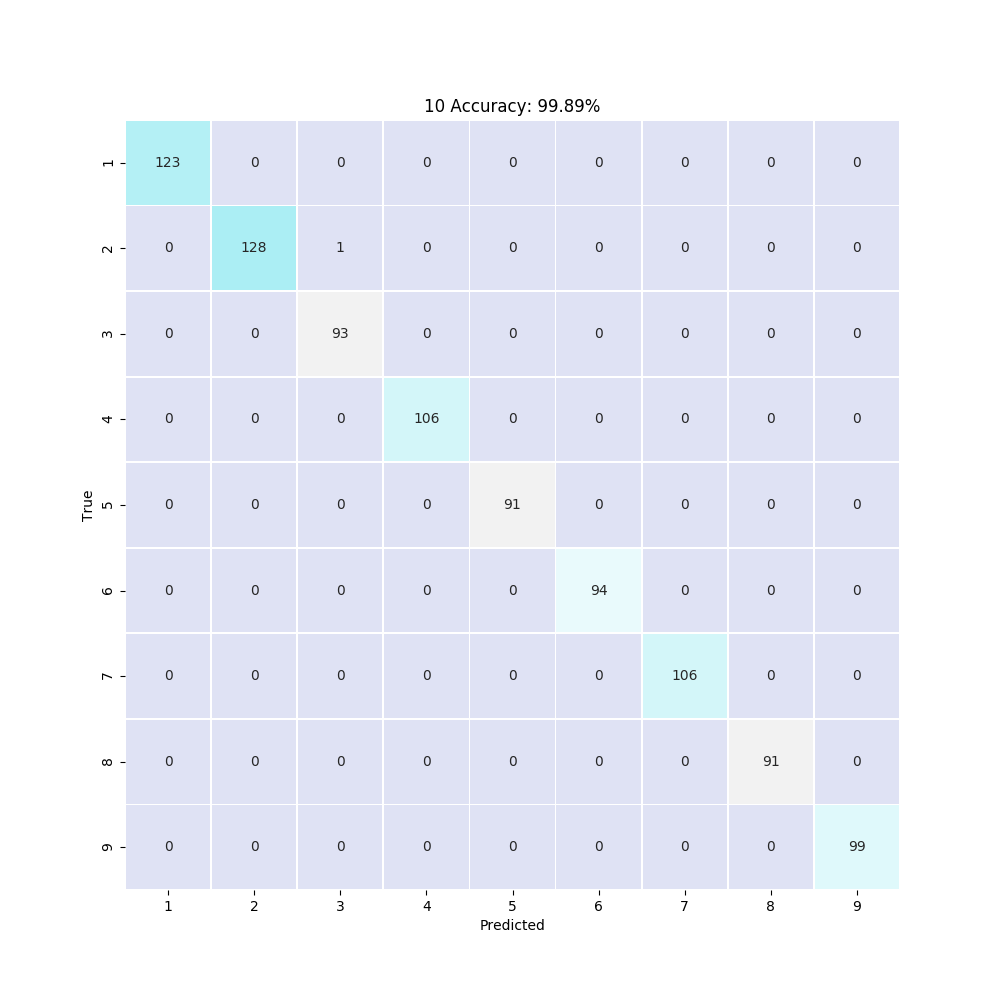 10 Accuracy: 99.89%
1 123 0 0 0 0 0 0 0 0
2 0 128 1 0 0 0 0 0 0
3 0 0 93 0 0 0 0 0 0
4 0 0 0 106 0 0 0 0 0
True
5 0 0 0 0 91 0 0 0 0
6 0 0 0 0 0 94 0 0 0
7 0 0 0 0 0 0 106 0 0
8 0 0 0 0 0 0 0 91 0
9 0 0 0 0 0 0 0 0 99
1 2 3 4 5 6 7 8 9
Predicted